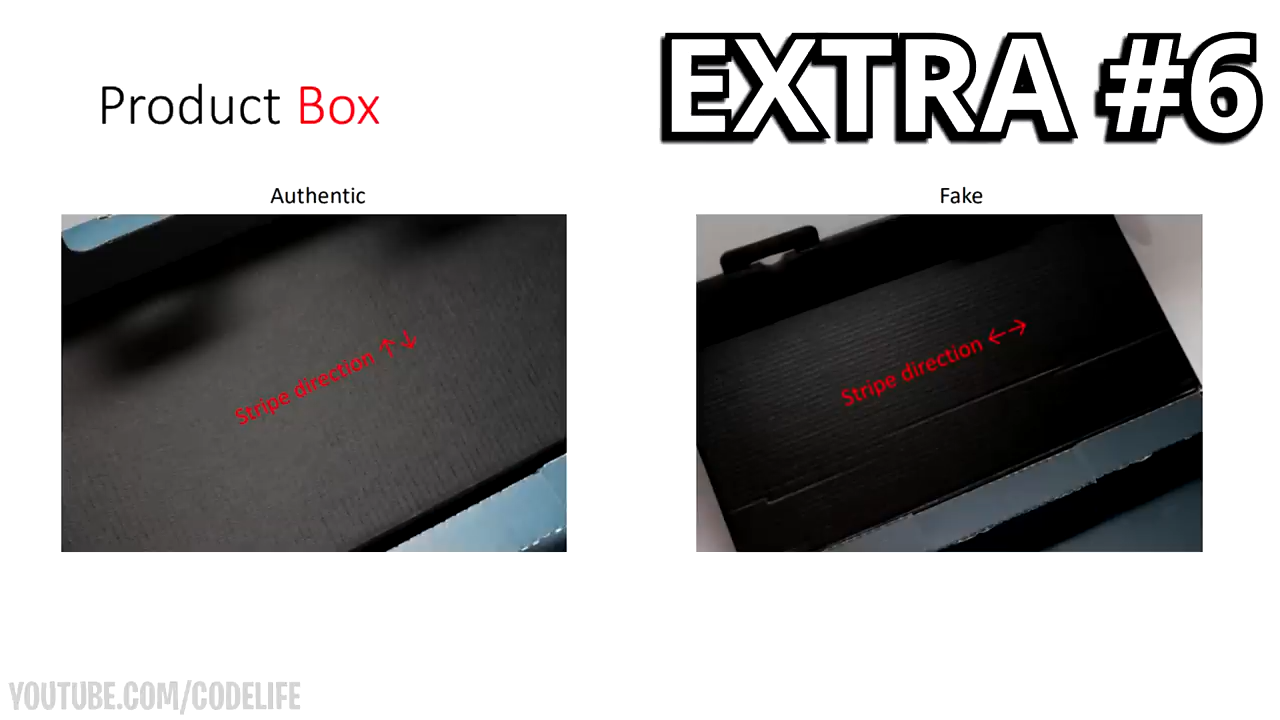 EXTRA #6
Product Box
Authentic
Fake
Stripe direction ↑↓
Stripe direction ←→
YOUTUBE.COM/CODELIFE